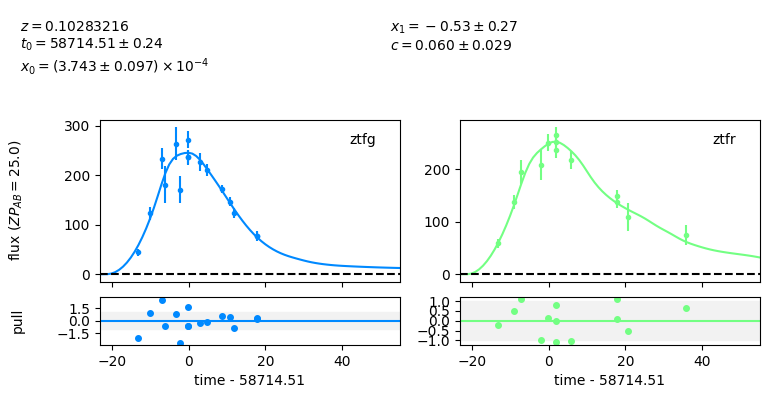 z = 0.10283216
t₀ = 58714.51 ± 0.24
x₀ = (3.743 ± 0.097) × 10⁻⁴
x₁ = −0.53 ± 0.27
c = 0.060 ± 0.029
flux (ZP_AB = 25.0)
300
200
100
0
ztfg
200
100
0
ztfr
pull
1.5
0.0
−1.5
−20 0 20 40
time - 58714.51
1.0
0.5
0.0
−0.5
−1.0
−20 0 20 40
time - 58714.51